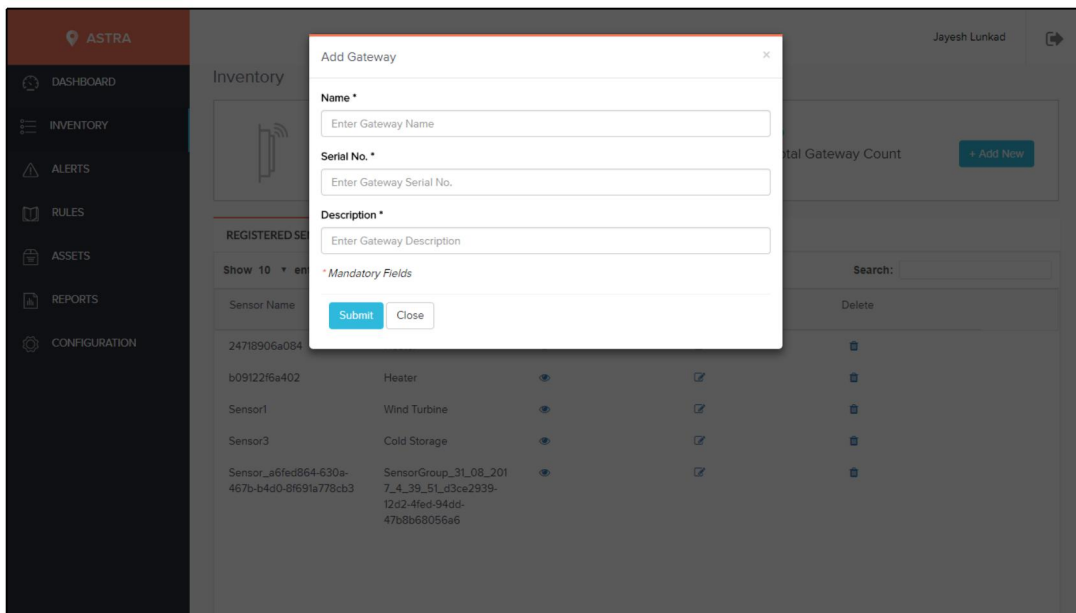 ASTRA
Jayesh Lunkad
DASHBOARD
INVENTORY
ALERTS
RULES
ASSETS
REPORTS
CONFIGURATION
Inventory
Add Gateway
×
Name *
Enter Gateway Name
Serial No. *
Enter Gateway Serial No.
Description *
Enter Gateway Description
* Mandatory Fields
Submit Close
Gateway Count
+ Add New
REGISTERED
Show 10
Search:
Sensor Name
Delete
24718906a084
b09122f6a402 Heater
Sensor1 Wind Turbine
Sensor3 Cold Storage
Sensor_a6fed864-630a- SensorGroup_31_08_201
467b-b4d0-8f691a778cb3 7_4_39_51_d3ce2939-
12d2-4fed-94dd-
47b8b68056a6